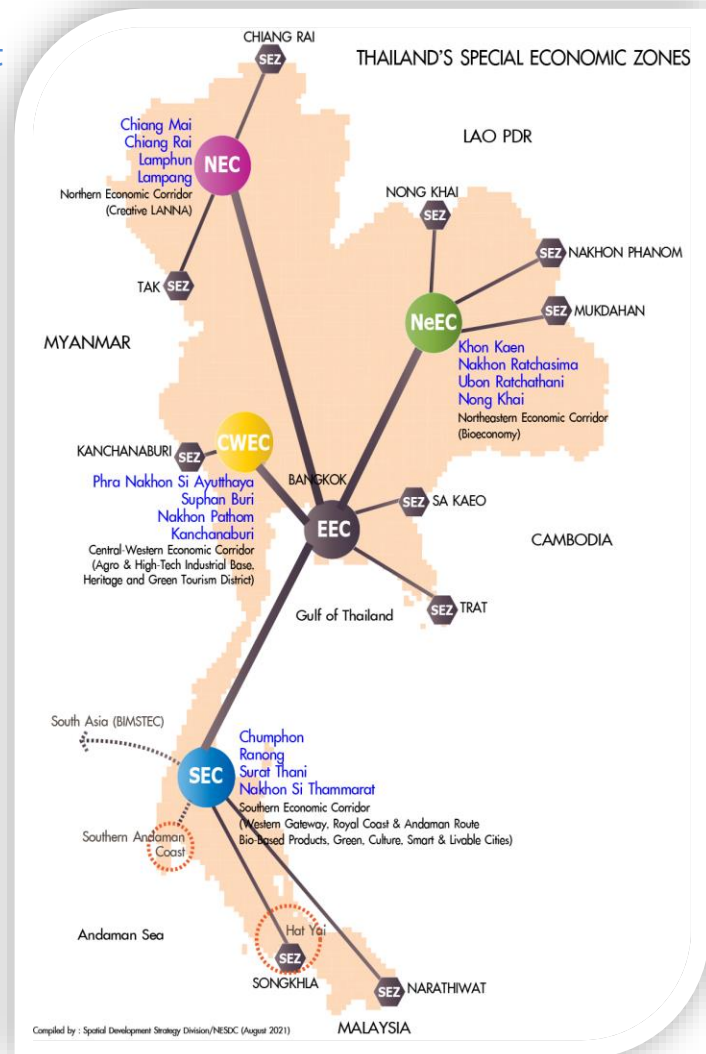 CHIANG RAI
SEZ
THAILAND'S SPECIAL ECONOMIC ZONES
Chiang Mai
Chiang Rai
Lamphun
Lampang
NEC
Northern Economic Corridor
(Creative LANNA)
LAO PDR
NONG KHAI
SEZ
SEZ NAKHON PHANOM
TAK SEZ
SEZ MUKDAHAN
NeEC
MYANMAR
Khon Kaen
Nakhon Ratchasima
Ubon Ratchathani
Nong Khai
Northeastern Economic Corridor
(Bioeconomy)
CWEC
KANCHANABURI SEZ
Phra Nakhon Si Ayutthaya
Suphan Buri
Nakhon Pathom
Kanchanaburi
Central-Western Economic Corridor
(Agro & High-Tech Industrial Base,
Heritage and Green Tourism District)
BANGKOK
EEC
SEZ SA KAEO
CAMBODIA
SEZ TRAT
Gulf of Thailand
South Asia (BIMSTEC)
SEC
Chumphon
Ranong
Surat Thani
Nakhon Si Thammarat
Southern Economic Corridor
(Western Gateway, Royal Coast & Andaman Route
Bio-Based Products, Green, Culture, Smart & Livable Cities)
Southern Andaman
Coast
Andaman Sea
Hat Yai
SEZ
SONGKHLA
SEZ NARATHIWAT
MALAYSIA
Compiled by : Spatial Development Strategy Division/NESDC (August 2021)